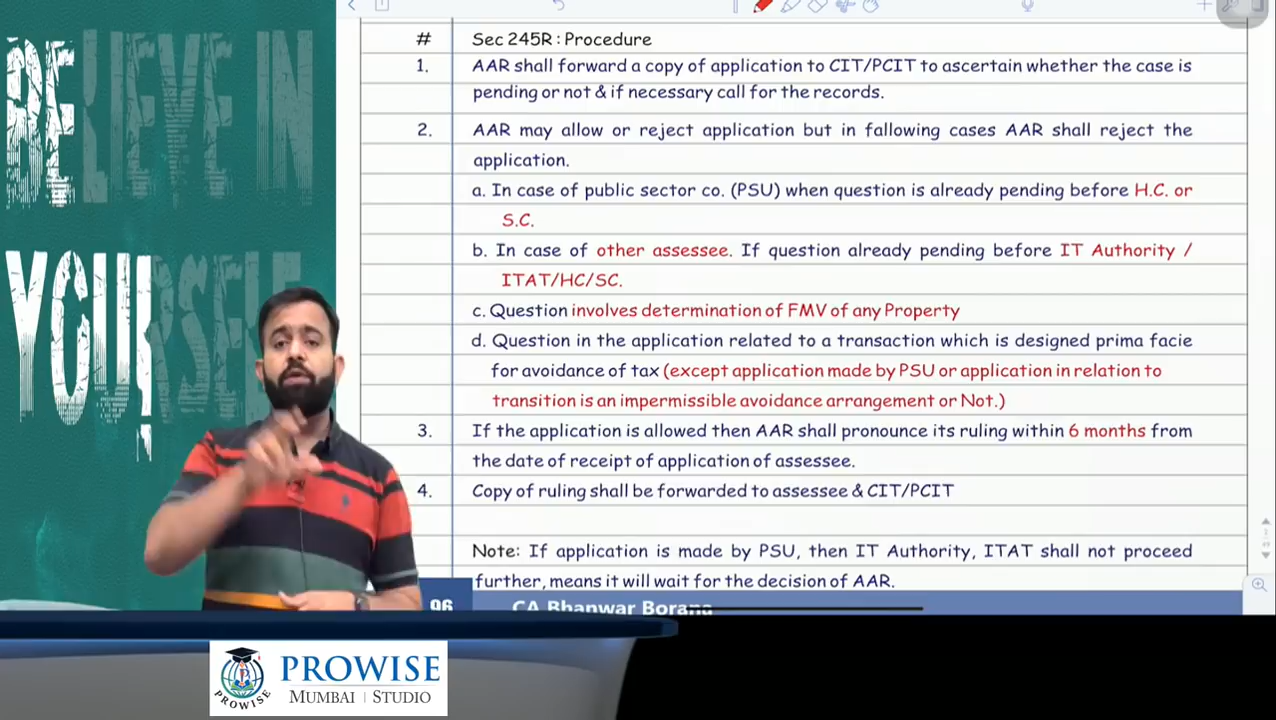 BELIEVE IN
YOURSELF
# Sec 245R : Procedure
1. AAR shall forward a copy of application to CIT/PCIT to ascertain whether the case is
pending or not & if necessary call for the records.
2. AAR may allow or reject application but in fallowing cases AAR shall reject the
application.
a. In case of public sector co. (PSU) when question is already pending before H.C. or
S.C.
b. In case of other assessee. If question already pending before IT Authority /
ITAT/HC/SC.
c. Question involves determination of FMV of any Property
d. Question in the application related to a transaction which is designed prima facie
for avoidance of tax (except application made by PSU or application in relation to
transition is an impermissible avoidance arrangement or Not.)
3. If the application is allowed then AAR shall pronounce its ruling within 6 months from
the date of receipt of application of assessee.
4. Copy of ruling shall be forwarded to assessee & CIT/PCIT
Note: If application is made by PSU, then IT Authority, ITAT shall not proceed
further, means it will wait for the decision of AAR.
96 CA Bhanwar Borana
PROWISE
PROWISE
MUMBAI | STUDIO